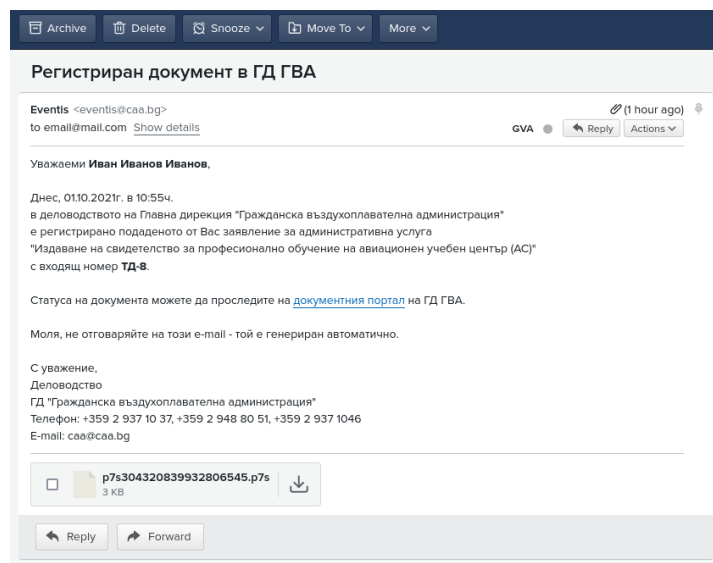 Archive Delete Snooze Move To More
Регистриран документ в ГД ГВА
Eventis <eventis@caa.bg> (1 hour ago)
to email@mail.com Show details GVA Reply Actions
Уважаеми Иван Иванов Иванов,
Днес, 01.10.2021г. в 10:55ч.
в деловодството на Главна дирекция "Гражданска въздухоплавателна администрация"
е регистрирано подаденото от Вас заявление за административна услуга
"Издаване на свидетелство за професионално обучение на авиационен учебен център (АС)"
с входящ номер ТД-8.
Статуса на документа можете да проследите на документния портал на ГД ГВА.
Моля, не отговаряйте на този e-mail - той е генериран автоматично.
С уважение,
Деловодство
ГД "Гражданска въздухоплавателна администрация"
Телефон: +359 2 937 10 37, +359 2 948 80 51, +359 2 937 1046
E-mail: caa@caa.bg
p7s304320839932806545.p7s
3 KB
Reply Forward